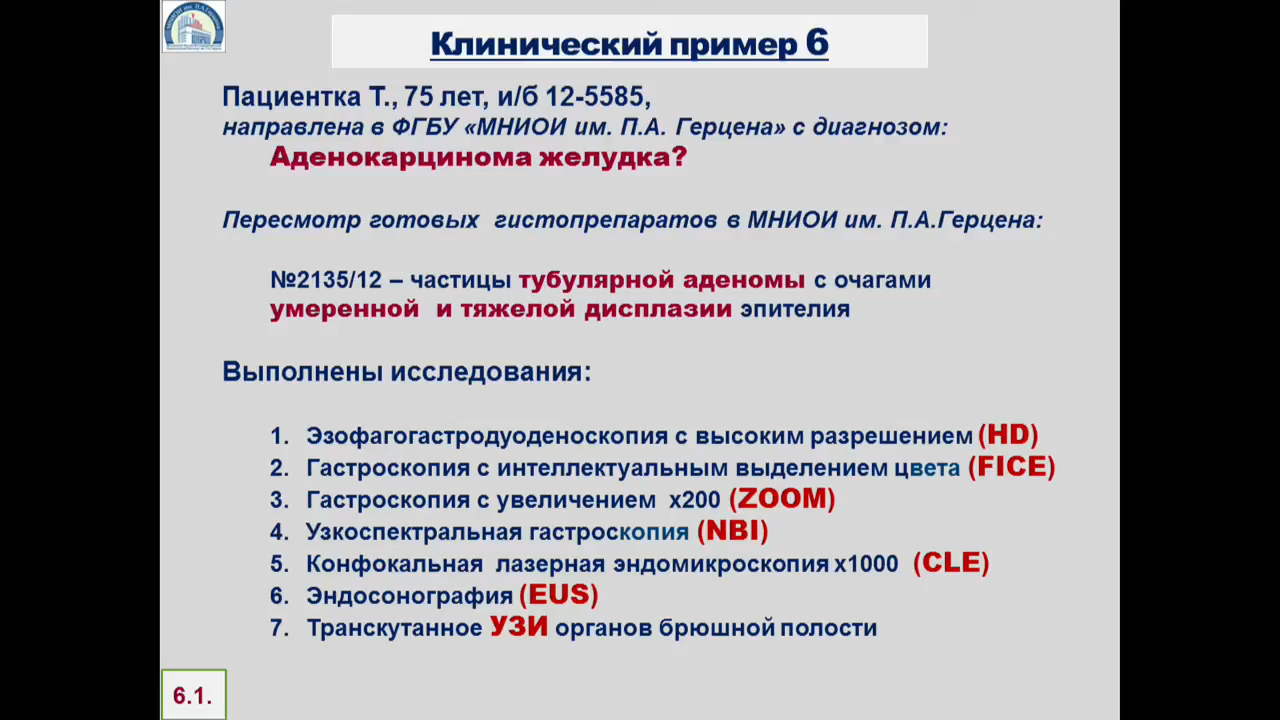 Клинический пример 6
Пациентка Т., 75 лет, и/б 12-5585,
направлена в ФГБУ «МНИОИ им. П.А. Герцена» с диагнозом:
Аденокарцинома желудка?
Пересмотр готовых гистопрепаратов в МНИОИ им. П.А.Герцена:
№2135/12 – частицы тубулярной аденомы с очагами
умеренной и тяжелой дисплазии эпителия
Выполнены исследования:
1. Эзофагогастродуоденоскопия с высоким разрешением (HD)
2. Гастроскопия с интеллектуальным выделением цвета (FICE)
3. Гастроскопия с увеличением х200 (ZOOM)
4. Узкоспектральная гастроскопия (NBI)
5. Конфокальная лазерная эндомикроскопия х1000 (CLE)
6. Эндосонография (EUS)
7. Транскутанное УЗИ органов брюшной полости
6.1.